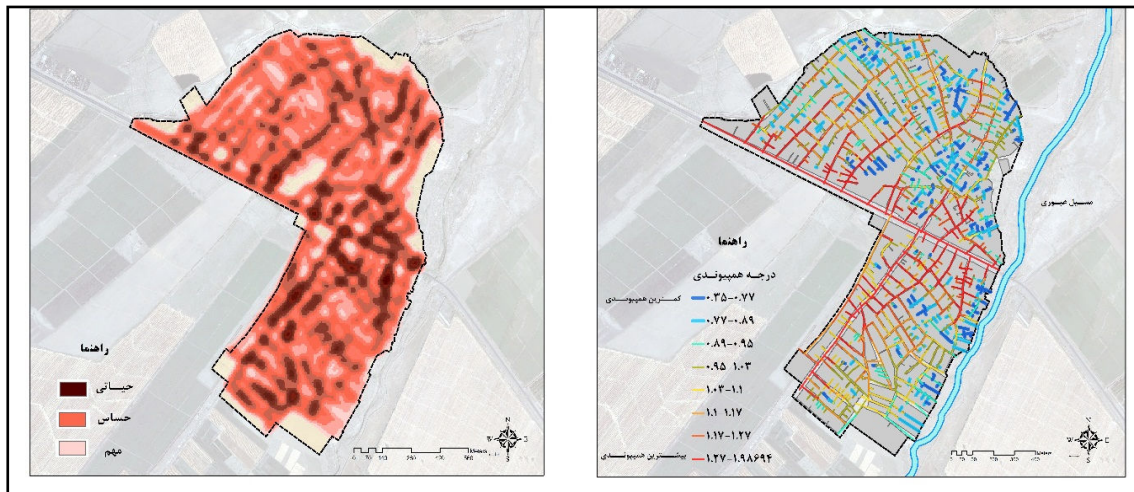 راهنما
حیاتی
حساس
مهم
N
S
Meters
مسیل عبوری
راهنما
درجه همپیوندی
کمترین همپیوندی
۰.۳۵-۰.۷۷
۰.۷۷-۰.۸۹
۰.۸۹-۰.۹۵
۰.۹۵ ۱.۰۳
۱.۰۳-۱.۱
۱.۱ ۱.۱۷
۱.۱۷-۱.۲۷
بیشترین همپیوندی
۱.۲۷-۱.۹۸۶۹۴
N
S
Meters